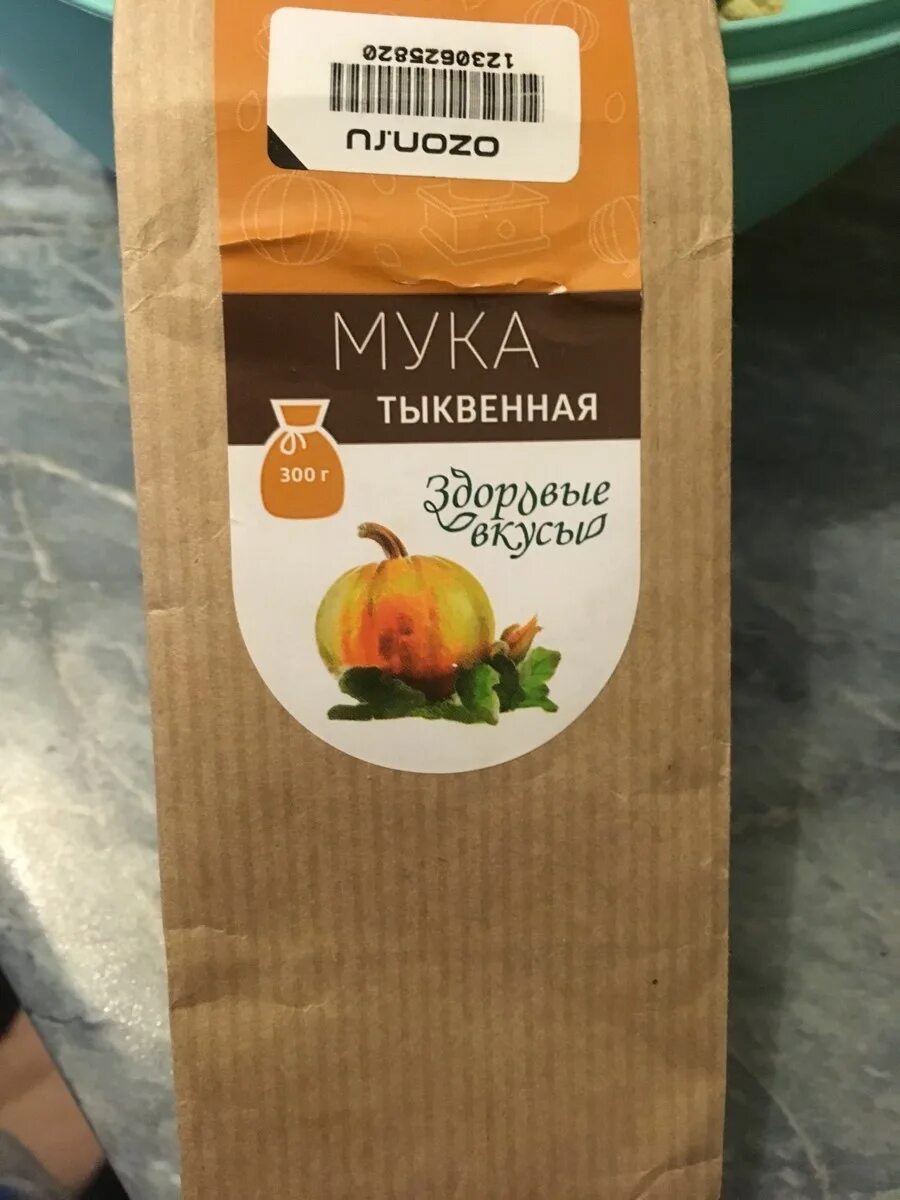 1230625820
ozon.ru
МУКА
ТЫКВЕННАЯ
300 г
Здоровые
вкусы